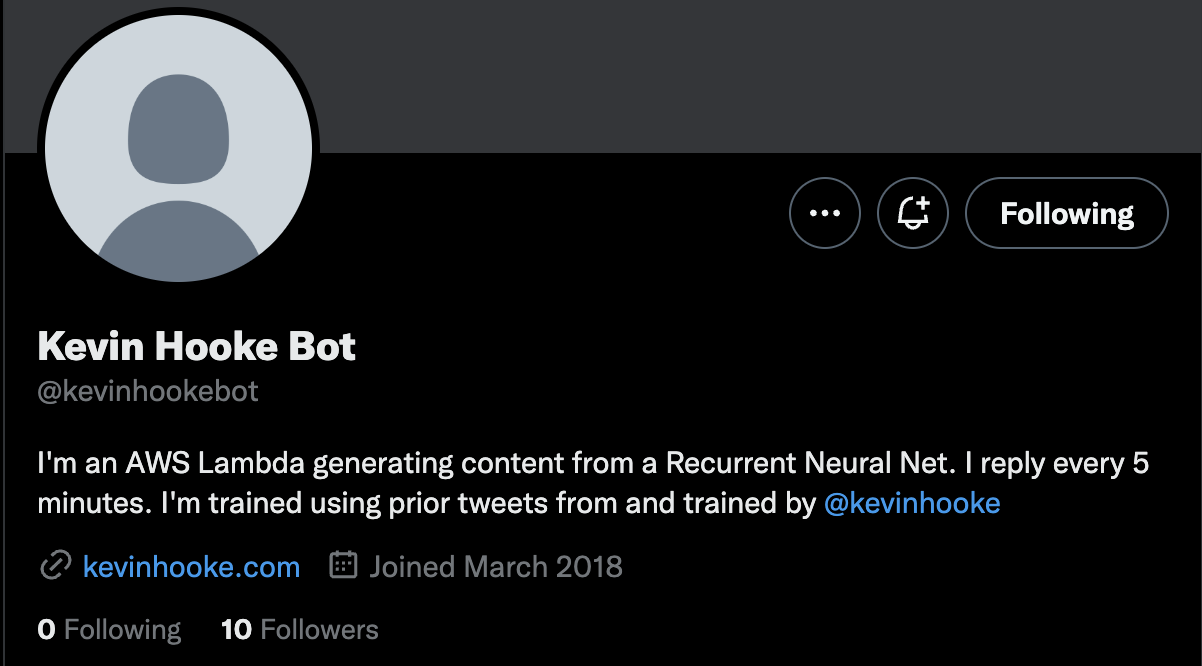 Following
Kevin Hooke Bot
@kevinhookebot
I'm an AWS Lambda generating content from a Recurrent Neural Net. I reply every 5
minutes. I'm trained using prior tweets from and trained by @kevinhooke
kevinhooke.com Joined March 2018
0 Following 10 Followers